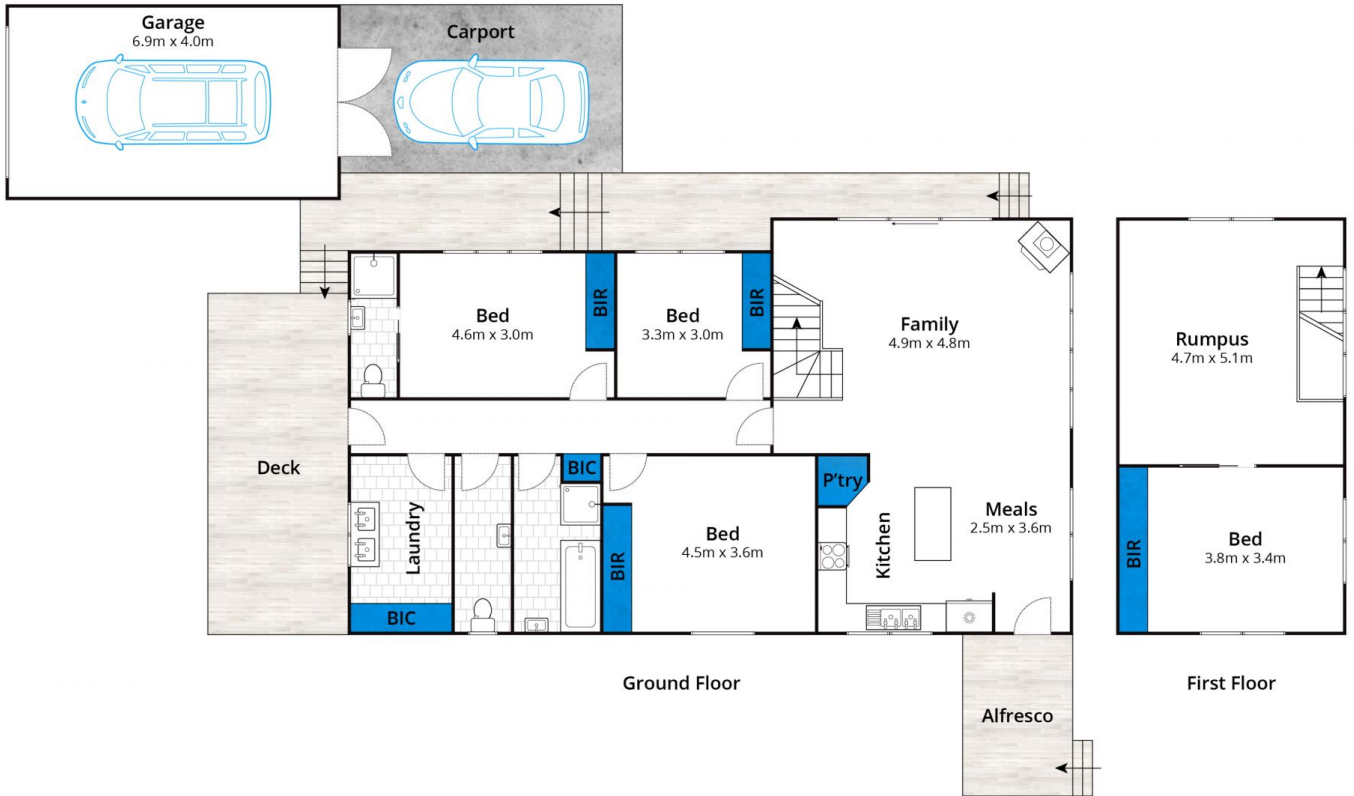 Garage
6.9m x 4.0m
Carport
Bed
4.6m x 3.0m
BIR
Bed
3.3m x 3.0m
BIR
Family
4.9m x 4.8m
Rumpus
4.7m x 5.1m
Deck
Laundry
BIC
BIC
BIR
Bed
4.5m x 3.6m
P'try
Kitchen
Meals
2.5m x 3.6m
BIR
Bed
3.8m x 3.4m
Ground Floor
First Floor
Alfresco